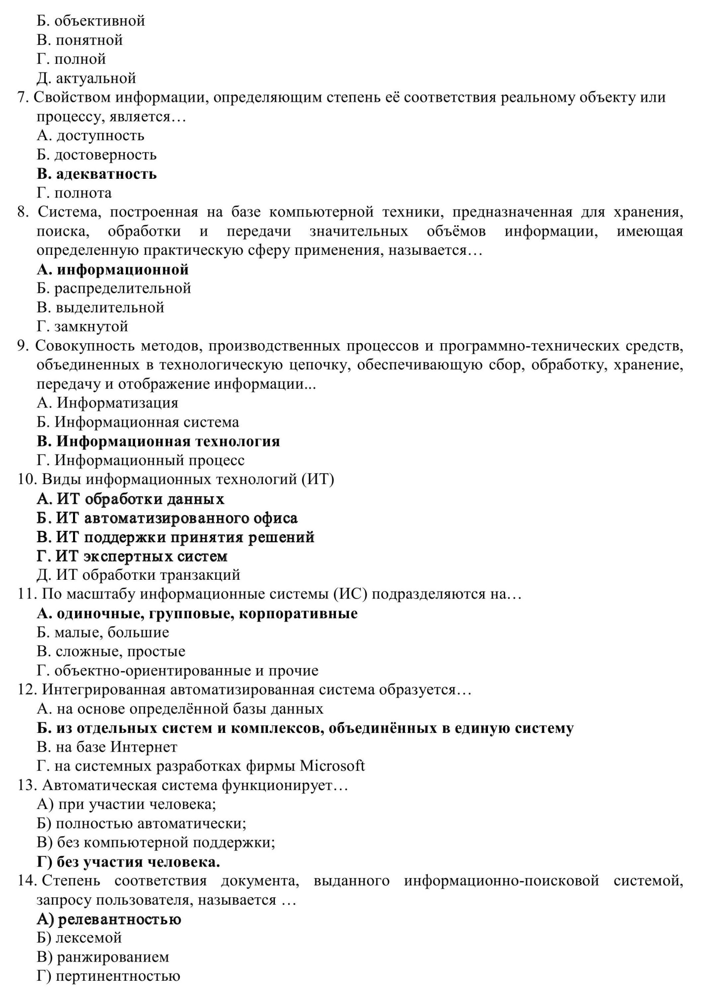 Б. объективной
В. понятной
Г. полной
Д. актуальной
7. Свойством информации, определяющим степень её соответствия реальному объекту или
процессу, является…
А. доступность
Б. достоверность
В. адекватность
Г. полнота
8. Система, построенная на базе компьютерной техники, предназначенная для хранения,
поиска, обработки и передачи значительных объёмов информации, имеющая
определенную практическую сферу применения, называется…
А. информационной
Б. распределительной
В. выделительной
Г. замкнутой
9. Совокупность методов, производственных процессов и программно-технических средств,
объединенных в технологическую цепочку, обеспечивающую сбор, обработку, хранение,
передачу и отображение информации...
А. Информатизация
Б. Информационная система
В. Информационная технология
Г. Информационный процесс
10. Виды информационных технологий (ИТ)
А. ИТ обработки данных
Б. ИТ автоматизированного офиса
В. ИТ поддержки принятия решений
Г. ИТ экспертных систем
Д. ИТ обработки транзакций
11. По масштабу информационные системы (ИС) подразделяются на…
А. одиночные, групповые, корпоративные
Б. малые, большие
В. сложные, простые
Г. объектно-ориентированные и прочие
12. Интегрированная автоматизированная система образуется…
А. на основе определённой базы данных
Б. из отдельных систем и комплексов, объединённых в единую систему
В. на базе Интернет
Г. на системных разработках фирмы Microsoft
13. Автоматическая система функционирует…
А) при участии человека;
Б) полностью автоматически;
В) без компьютерной поддержки;
Г) без участия человека.
14. Степень соответствия документа, выданного информационно-поисковой системой,
запросу пользователя, называется …
А) релевантностью
Б) лексемой
В) ранжированием
Г) пертинентностью